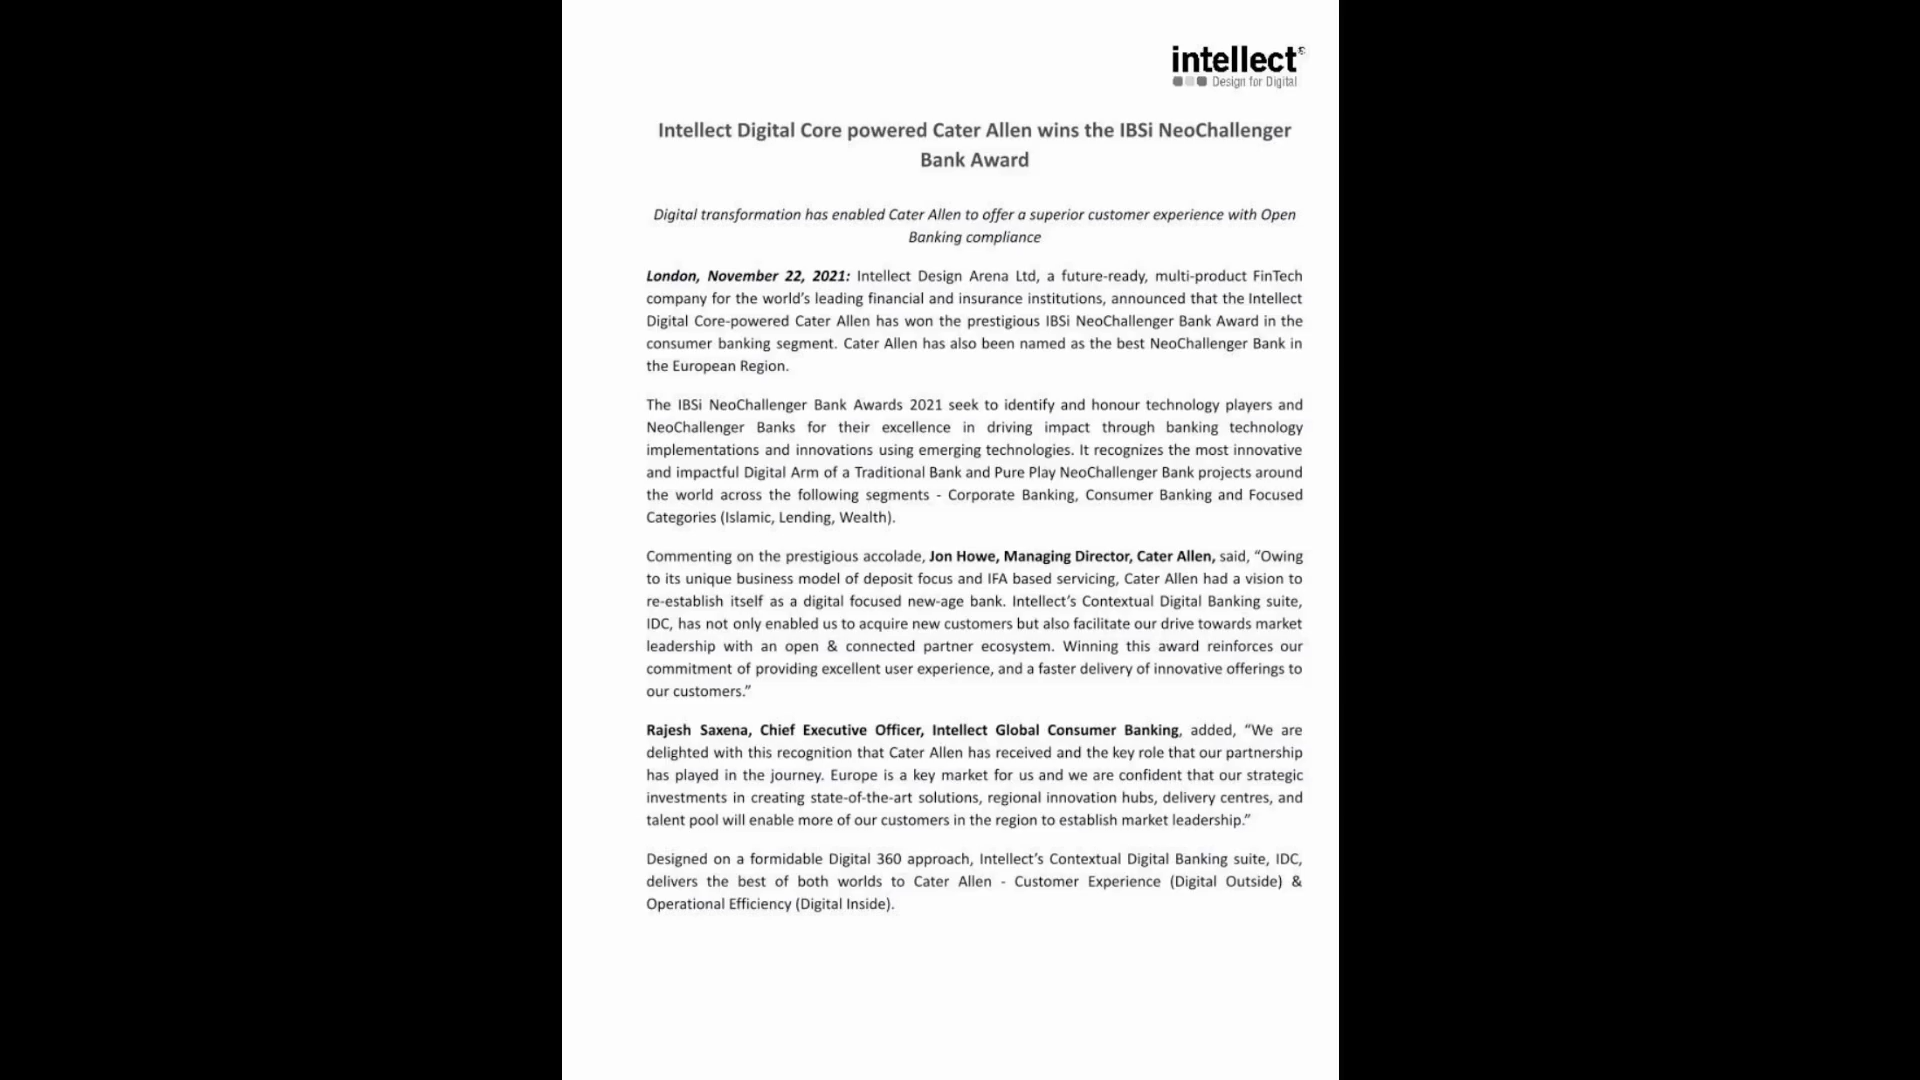 intellect
Design for Digital
Intellect Digital Core powered Cater Allen wins the IBSi NeoChallenger
Bank Award
Digital transformation has enabled Cater Allen to offer a superior customer experience with Open
Banking compliance
London, November 22, 2021: Intellect Design Arena Ltd, a future-ready, multi-product FinTech
company for the world’s leading financial and insurance institutions, announced that the Intellect
Digital Core-powered Cater Allen has won the prestigious IBSi NeoChallenger Bank Award in the
consumer banking segment. Cater Allen has also been named as the best NeoChallenger Bank in
the European Region.
The IBSi NeoChallenger Bank Awards 2021 seek to identify and honour technology players and
NeoChallenger Banks for their excellence in driving impact through banking technology
implementations and innovations using emerging technologies. It recognizes the most innovative
and impactful Digital Arm of a Traditional Bank and Pure Play NeoChallenger Bank projects around
the world across the following segments - Corporate Banking, Consumer Banking and Focused
Categories (Islamic, Lending, Wealth).
Commenting on the prestigious accolade, Jon Howe, Managing Director, Cater Allen, said, “Owing
to its unique business model of deposit focus and IFA based servicing, Cater Allen had a vision to
re-establish itself as a digital focused new-age bank. Intellect’s Contextual Digital Banking suite,
IDC, has not only enabled us to acquire new customers but also facilitate our drive towards market
leadership with an open & connected partner ecosystem. Winning this award reinforces our
commitment of providing excellent user experience, and a faster delivery of innovative offerings to
our customers.”
Rajesh Saxena, Chief Executive Officer, Intellect Global Consumer Banking, added, “We are
delighted with this recognition that Cater Allen has received and the key role that our partnership
has played in the journey. Europe is a key market for us and we are confident that our strategic
investments in creating state-of-the-art solutions, regional innovation hubs, delivery centres, and
talent pool will enable more of our customers in the region to establish market leadership.”
Designed on a formidable Digital 360 approach, Intellect’s Contextual Digital Banking suite, IDC,
delivers the best of both worlds to Cater Allen - Customer Experience (Digital Outside) &
Operational Efficiency (Digital Inside).